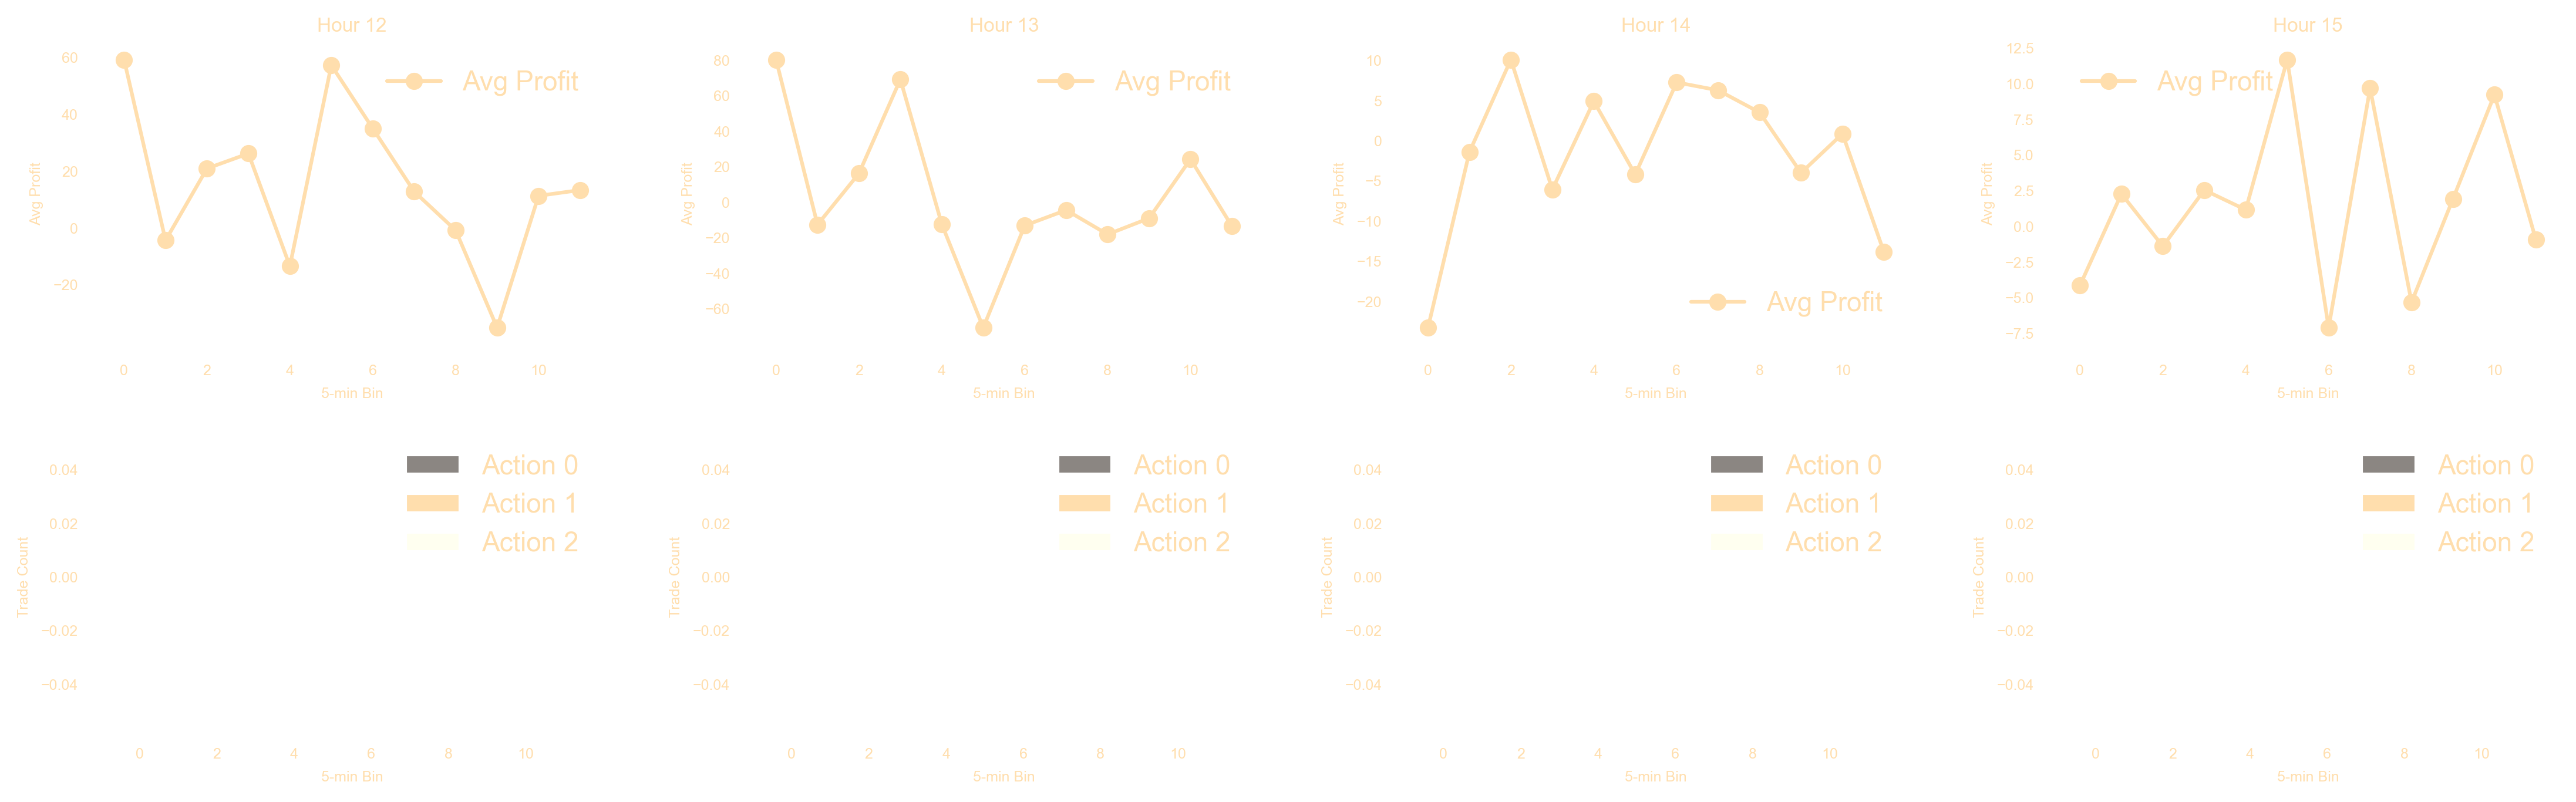 Hour 12
60
40
20
0
−20
Avg Profit
Avg Profit
0 2 4 6 8 10
5-min Bin
Hour 13
80
60
40
20
0
−20
−40
−60
Avg Profit
Avg Profit
0 2 4 6 8 10
5-min Bin
Hour 14
10
5
0
−5
−10
−15
−20
Avg Profit
Avg Profit
0 2 4 6 8 10
5-min Bin
Hour 15
12.5
10.0
7.5
5.0
2.5
0.0
−2.5
−5.0
−7.5
Avg Profit
Avg Profit
0 2 4 6 8 10
5-min Bin
0.04
0.02
0.00
−0.02
−0.04
Trade Count
Action 0
Action 1
Action 2
0 2 4 6 8 10
5-min Bin
0.04
0.02
0.00
−0.02
−0.04
Trade Count
Action 0
Action 1
Action 2
0 2 4 6 8 10
5-min Bin
0.04
0.02
0.00
−0.02
−0.04
Trade Count
Action 0
Action 1
Action 2
0 2 4 6 8 10
5-min Bin
0.04
0.02
0.00
−0.02
−0.04
Trade Count
Action 0
Action 1
Action 2
0 2 4 6 8 10
5-min Bin